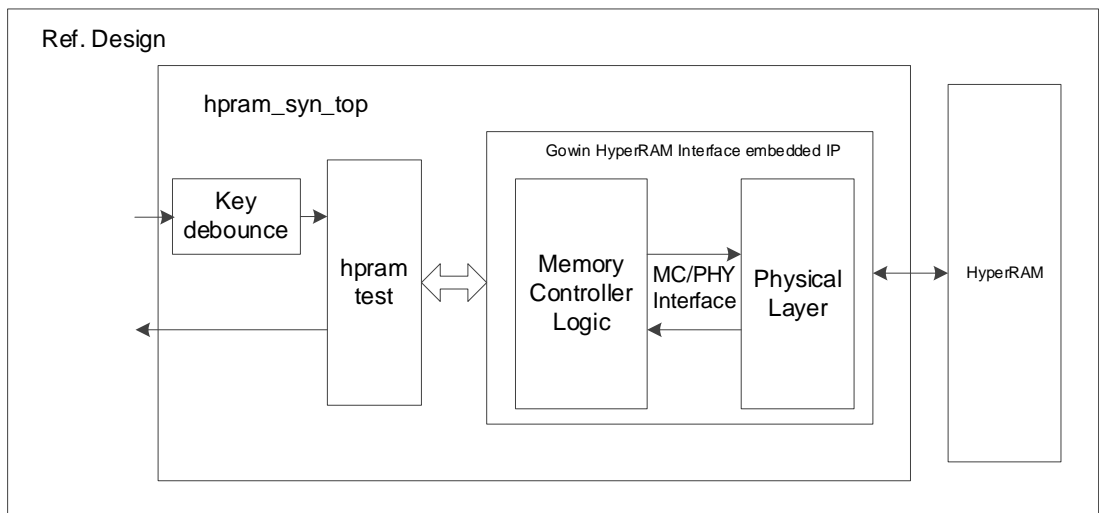 Ref. Design
hpram_syn_top
Gowin HyperRAM Interface embedded IP
Key
debounce
hpram
test
Memory
Controller
Logic
MC/PHY
Interface
Physical
Layer
HyperRAM